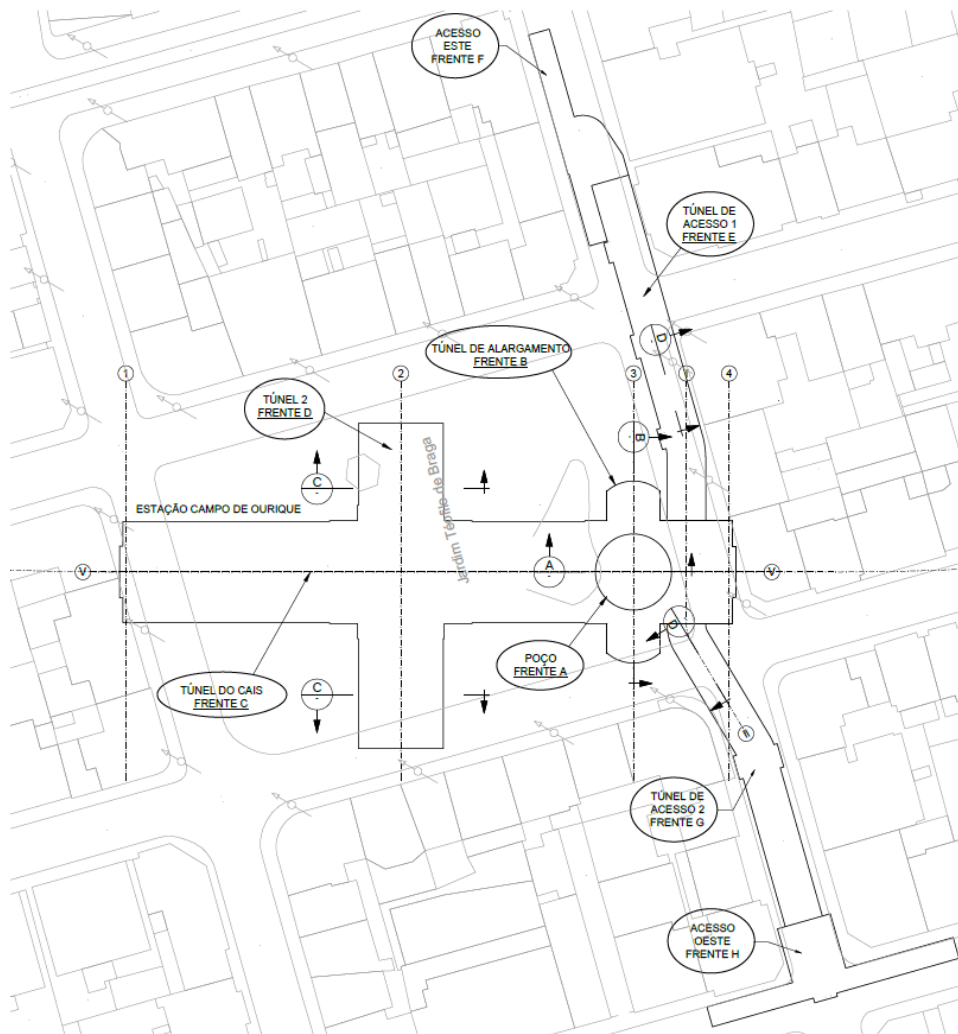 ACESSO
ESTE
FRENTE F
TÚNEL DE
ACESSO 1
FRENTE E
D
TÚNEL DE ALARGAMENTO
FRENTE B
1
2
3
4
TÚNEL 2
FRENTE D
B
Jardim Teófilo de Braga
C
ESTAÇÃO CAMPO DE OURIQUE
V
A
V
D
POÇO
FRENTE A
C
TÚNEL DO CAIS
FRENTE C
II
TÚNEL DE
ACESSO 2
FRENTE G
ACESSO
OESTE
FRENTE H